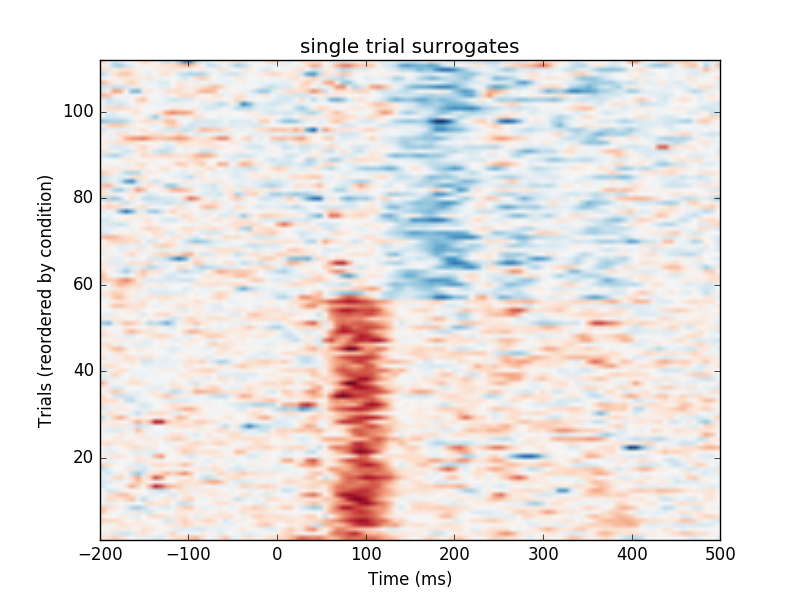 single trial surrogates
Trials (reordered by condition)
100
80
60
40
20
−200 −100 0 100 200 300 400 500
Time (ms)